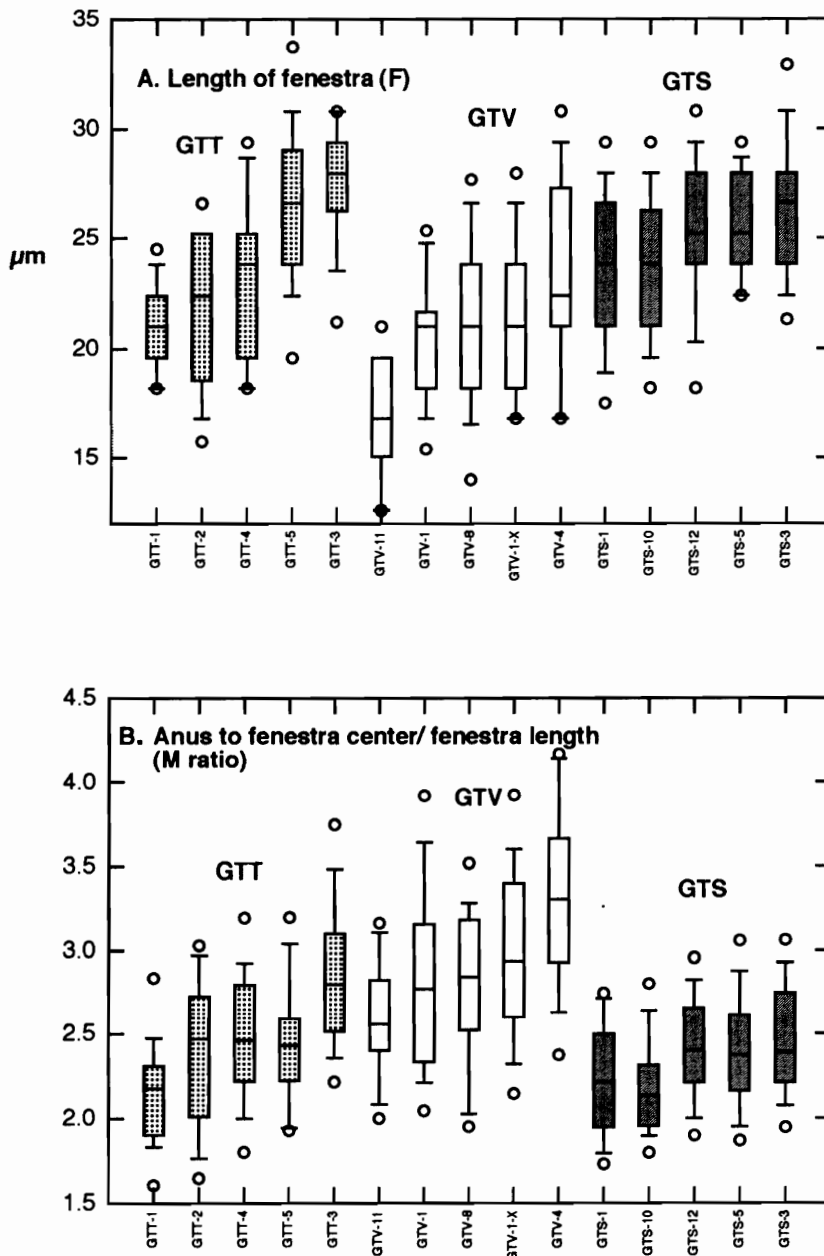 35
A. Length of fenestra (F)
GTS
30
GTV
GTT
25
µm
20
15
GTT-1
GTT-2
GTT-4
GTT-5
GTT-3
GTV-11
GTV-1
GTV-8
GTV-1-X
GTV-4
GTS-1
GTS-10
GTS-12
GTS-5
GTS-3
4.5
B. Anus to fenestra center/ fenestra length
(M ratio)
4.0
GTV
3.5
GTT
GTS
3.0
2.5
2.0
1.5
GTT-1
GTT-2
GTT-4
GTT-5
GTT-3
GTV-11
GTV-1
GTV-8
GTV-1-X
GTV-4
GTS-1
GTS-10
GTS-12
GTS-5
GTS-3